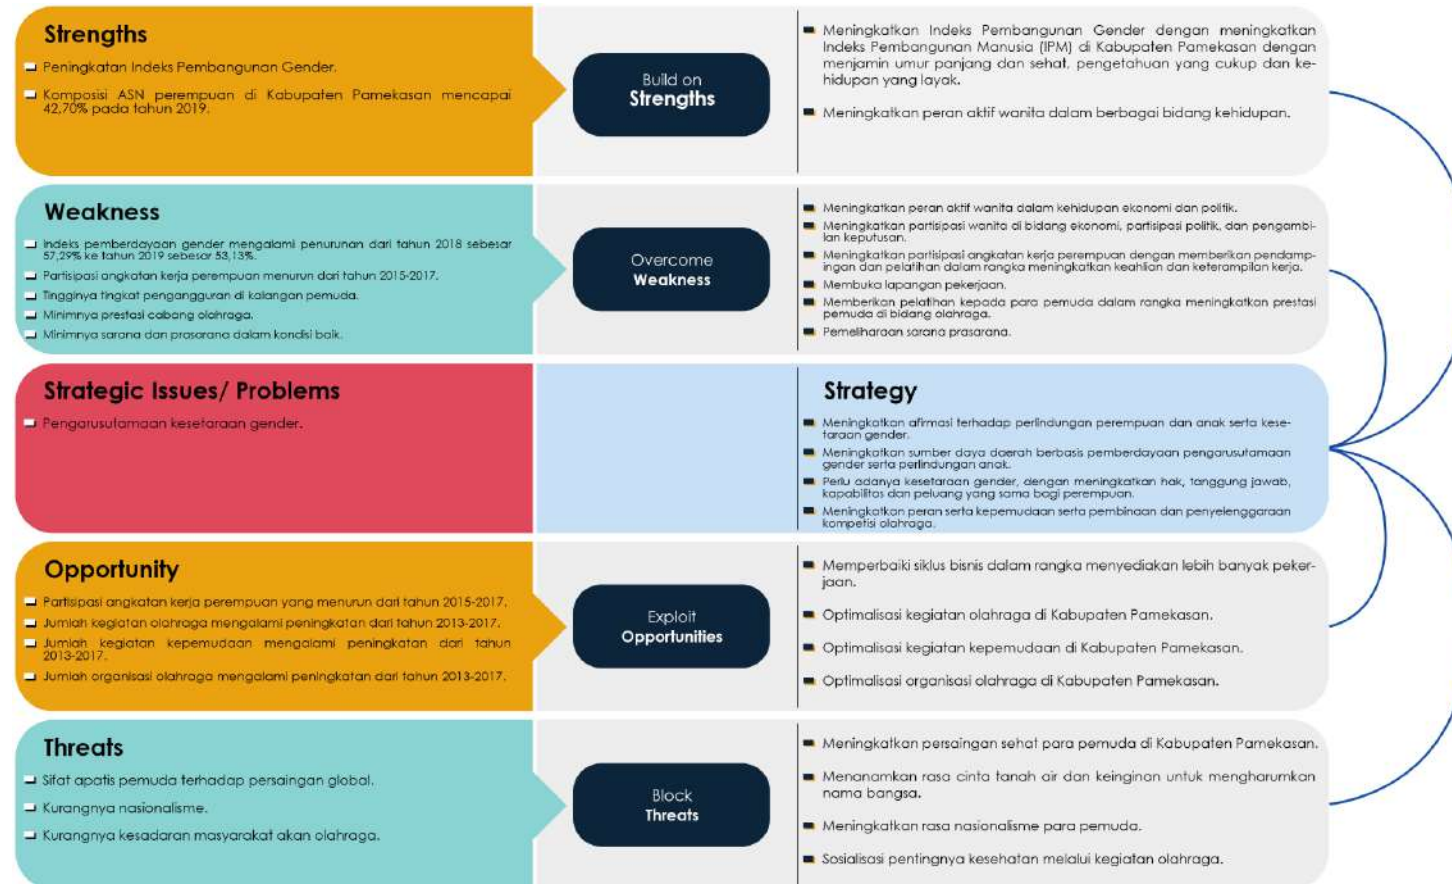 Strengths
Peningkatan Indeks Pembangunan Gender.
Komposisi ASN perempuan di Kabupaten Pamekasan mencapai
42,70% pada tahun 2019.
Build on
Strengths
Meningkatkan Indeks Pembangunan Gender dengan meningkatkan
Indeks Pembangunan Manusia (IPM) di Kabupaten Pamekasan dengan
menjamin umur panjang dan sehat, pengetahuan yang cukup dan ke-
hidupan yang layak.
Meningkatkan peran aktif wanita dalam berbagai bidang kehidupan.
Weakness
Indeks pemberdayaan gender mengalami penurunan dari tahun 2018 sebesar
57,29% ke tahun 2019 sebesar 53,13%.
Partisipasi angkatan kerja perempuan menurun dari tahun 2015-2017.
Tingginya tingkat pengangguran di kalangan pemuda.
Minimnya prestasi cabang olahraga.
Minimnya sarana dan prasarana dalam kondisi baik.
Overcome
Weakness
Meningkatkan peran aktif wanita dalam kehidupan ekonomi dan politik.
Meningkatkan partisipasi wanita di bidang ekonomi, partisipasi politik, dan pengambi-
lan keputusan.
Meningkatkan partisipasi angkatan kerja perempuan dengan memberikan pendamp-
ingan dan pelatihan dalam rangka meningkatkan keahlian dan keterampilan kerja.
Membuka lapangan pekerjaan.
Memberikan pelatihan kepada para pemuda dalam rangka meningkatkan prestasi
pemuda di bidang olahraga.
Pemeliharaan sarana prasarana.
Strategic Issues/ Problems
Pengarusutamaan kesetaraan gender.
Strategy
Meningkatkan afirmasi terhadap perlindungan perempuan dan anak serta kese-
taraan gender.
Meningkatkan sumber daya daerah berbasis pemberdayaan pengarusutamaan
gender serta perlindungan anak.
Perlu adanya kesetaraan gender, dengan meningkatkan hak, tanggung jawab,
kapabilitas dan peluang yang sama bagi perempuan.
Meningkatkan peran serta kepemudaan serta pembinaan dan penyelenggaraan
kompetisi olahraga.
Opportunity
Partisipasi angkatan kerja perempuan yang menurun dari tahun 2015-2017.
Jumlah kegiatan olahraga mengalami peningkatan dari tahun 2013-2017.
Jumlah kegiatan kepemudaan mengalami peningkatan dari tahun
2013-2017.
Jumlah organisasi olahraga mengalami peningkatan dari tahun 2013-2017.
Exploit
Opportunities
Memperbaiki siklus bisnis dalam rangka menyediakan lebih banyak peker-
jaan.
Optimalisasi kegiatan olahraga di Kabupaten Pamekasan.
Optimalisasi kegiatan kepemudaan di Kabupaten Pamekasan.
Optimalisasi organisasi olahraga di Kabupaten Pamekasan.
Threats
Sifat apatis pemuda terhadap persaingan global.
Kurangnya nasionalisme.
Kurangnya kesadaran masyarakat akan olahraga.
Block
Threats
Meningkatkan persaingan sehat para pemuda di Kabupaten Pamekasan.
Menanamkan rasa cinta tanah air dan keinginan untuk mengharumkan
nama bangsa.
Meningkatkan rasa nasionalisme para pemuda.
Sosialisasi pentingnya kesehatan melalui kegiatan olahraga.